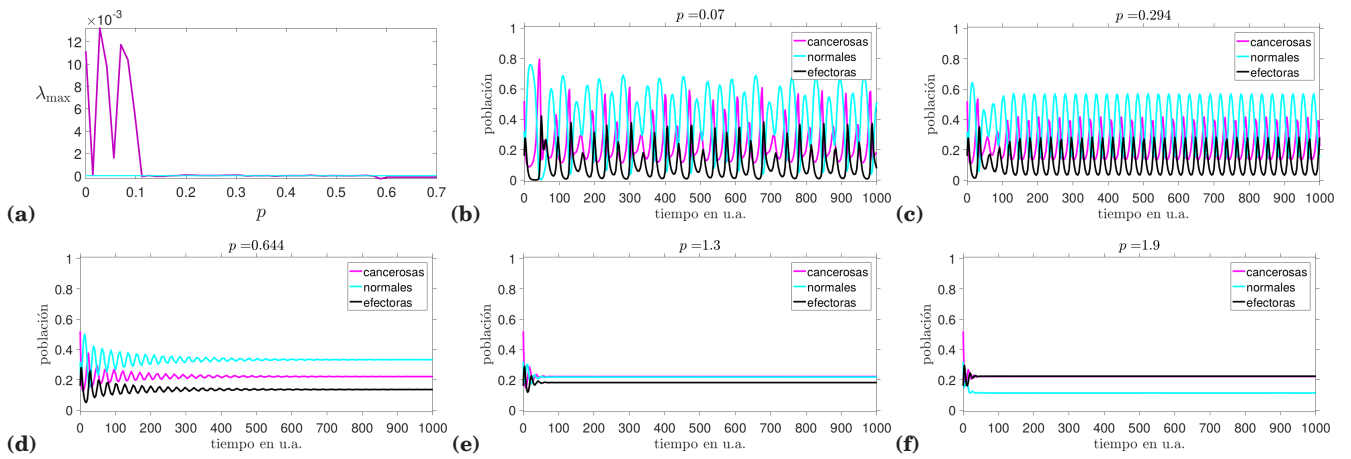 ×10⁻³
12
10
8
6
4
2
0
λmax
0 0.1 0.2 0.3 0.4 0.5 0.6 0.7
p
(a)
p =0.07
1
0.8
0.6
0.4
0.2
0
población
cancerosas
normales
efectoras
0 100 200 300 400 500 600 700 800 900 1000
tiempo en u.a.
(b)
p =0.294
1
0.8
0.6
0.4
0.2
0
población
cancerosas
normales
efectoras
0 100 200 300 400 500 600 700 800 900 1000
tiempo en u.a.
(c)
p =0.644
1
0.8
0.6
0.4
0.2
0
población
cancerosas
normales
efectoras
0 100 200 300 400 500 600 700 800 900 1000
tiempo en u.a.
(d)
p =1.3
1
0.8
0.6
0.4
0.2
0
población
cancerosas
normales
efectoras
0 100 200 300 400 500 600 700 800 900 1000
tiempo en u.a.
(e)
p =1.9
1
0.8
0.6
0.4
0.2
0
población
cancerosas
normales
efectoras
0 100 200 300 400 500 600 700 800 900 1000
tiempo en u.a.
(f)